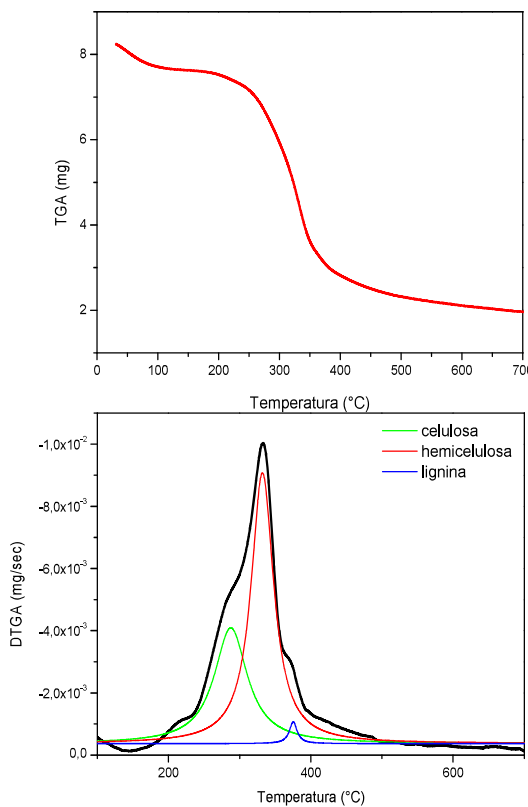 8
6
4
2
TGA (mg)
0 100 200 300 400 500 600 700
Temperatura (°C)
celulosa
hemicelulosa
lignina
-1,0x10⁻²
-8,0x10⁻³
-6,0x10⁻³
-4,0x10⁻³
-2,0x10⁻³
0,0
DTGA (mg/sec)
200 400 600
Temperatura (°C)